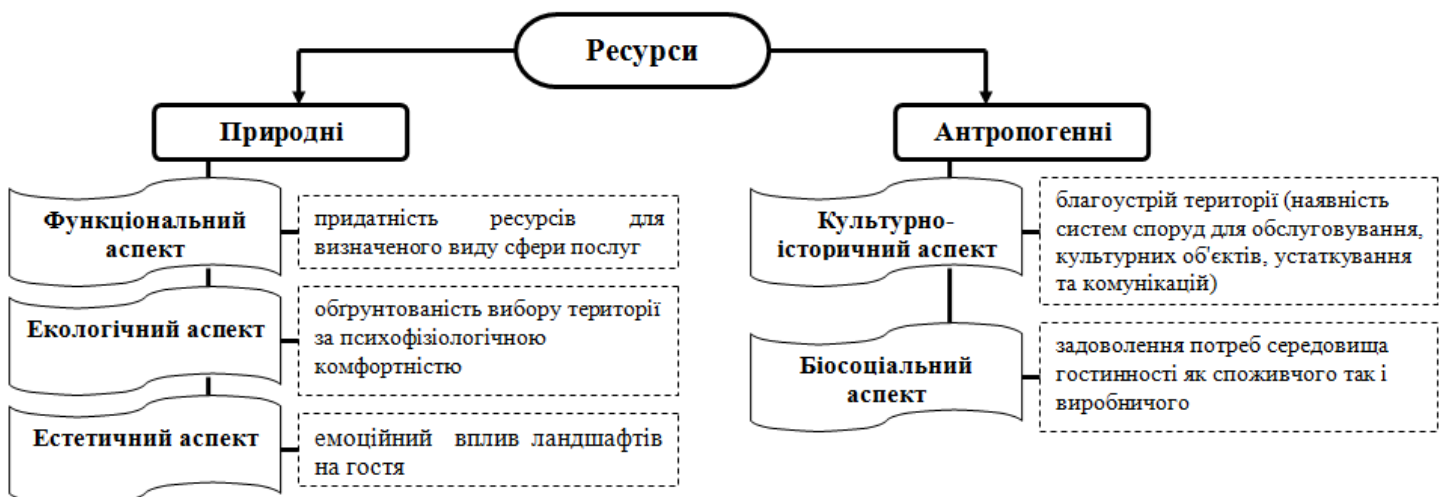 Ресурси
Природні
Функціональний
аспект
придатність ресурсів для
визначеного виду сфери послуг
Екологічний аспект
обґрунтованість вибору території
за психофізіологічною
комфортністю
Естетичний аспект
емоційний вплив ландшафтів
на гостя
Антропогенні
Культурно-
історичний аспект
благоустрій території (наявність
систем споруд для обслуговування,
культурних об'єктів, устаткування
та комунікацій)
Біосоціальний
аспект
задоволення потреб середовища
гостинності як споживчого так і
виробничого